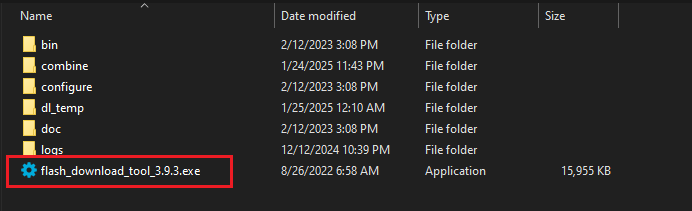 Name Date modified Type Size
bin 2/12/2023 3:08 PM File folder
combine 1/24/2025 11:43 PM File folder
configure 2/12/2023 3:08 PM File folder
dl_temp 1/25/2025 12:10 AM File folder
doc 2/12/2023 3:08 PM File folder
logs 12/12/2024 10:39 PM File folder
flash_download_tool_3.9.3.exe 8/26/2022 6:58 AM Application 15,955 KB